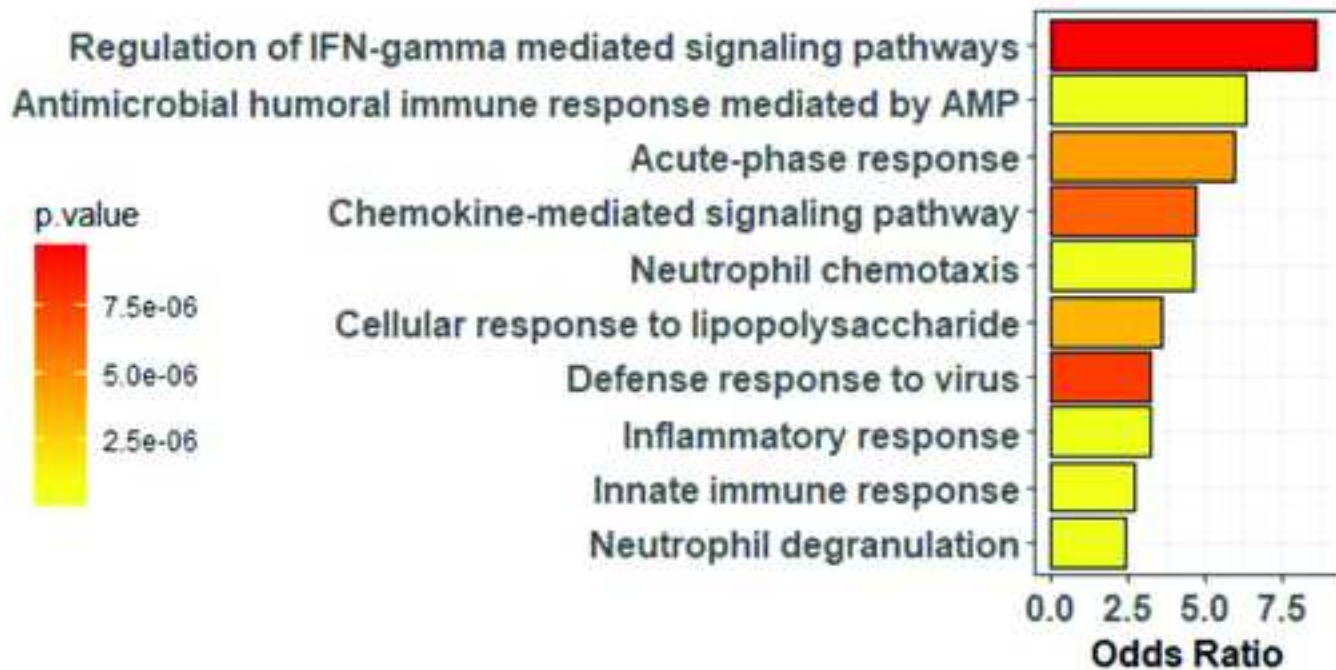 Regulation of IFN-gamma mediated signaling pathways
Antimicrobial humoral immune response mediated by AMP
Acute-phase response
Chemokine-mediated signaling pathway
Neutrophil chemotaxis
Cellular response to lipopolysaccharide
Defense response to virus
Inflammatory response
Innate immune response
Neutrophil degranulation
p.value
7.5e-06
5.0e-06
2.5e-06
0.0 2.5 5.0 7.5
Odds Ratio